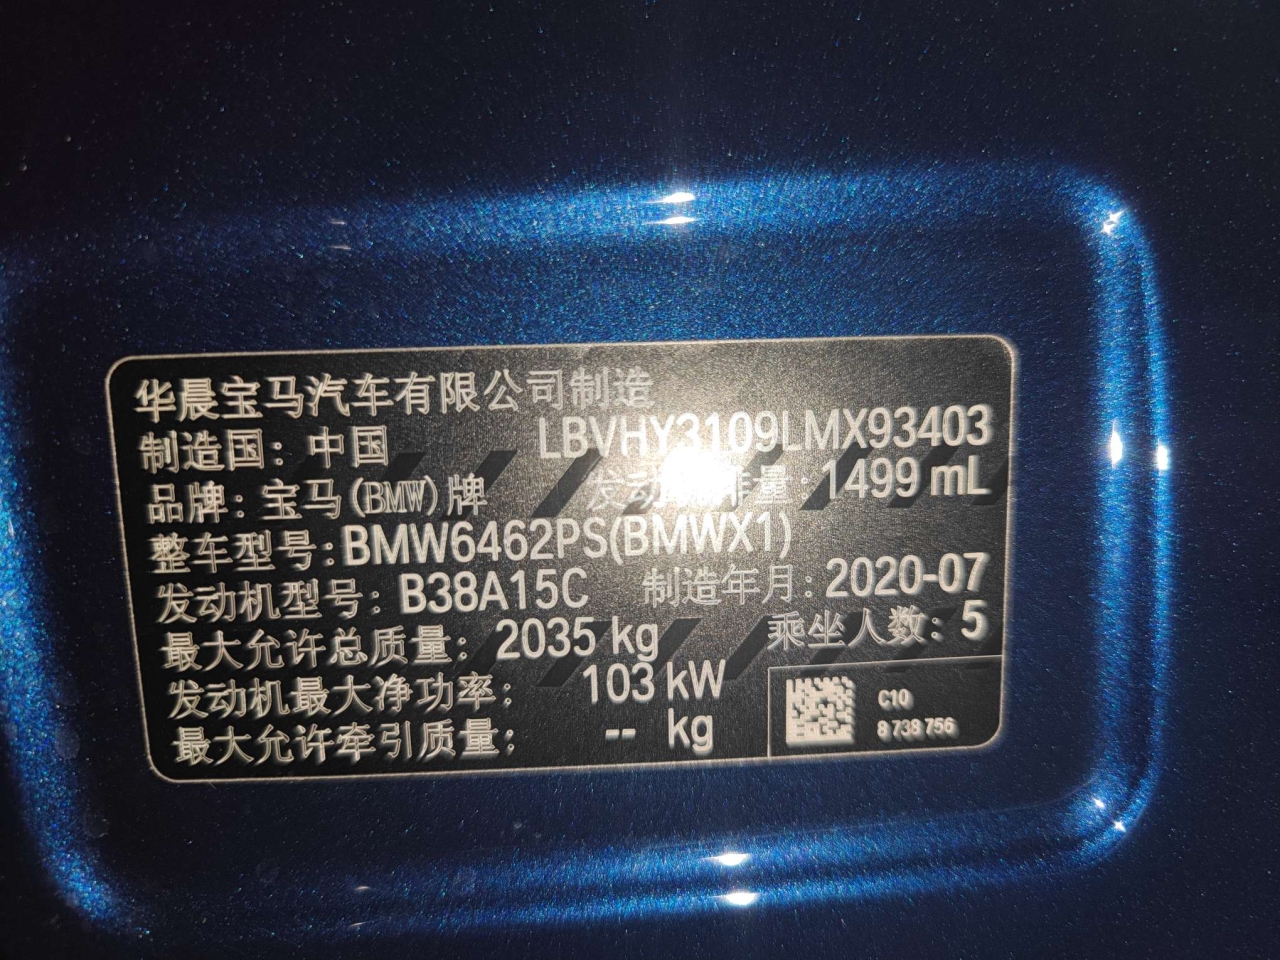 华晨宝马汽车有限公司制造
制造国：中国 LBVHY3109LMX93403
品牌：宝马(BMW)牌 发动 排量：1499 mL
整车型号：BMW6462PS(BMWX1)
发动机型号：B38A15C 制造年月：2020-07
最大允许总质量：2035 kg 乘坐人数：5
发动机最大净功率：103 kW
最大允许牵引质量：-- kg
C10
8 738 756